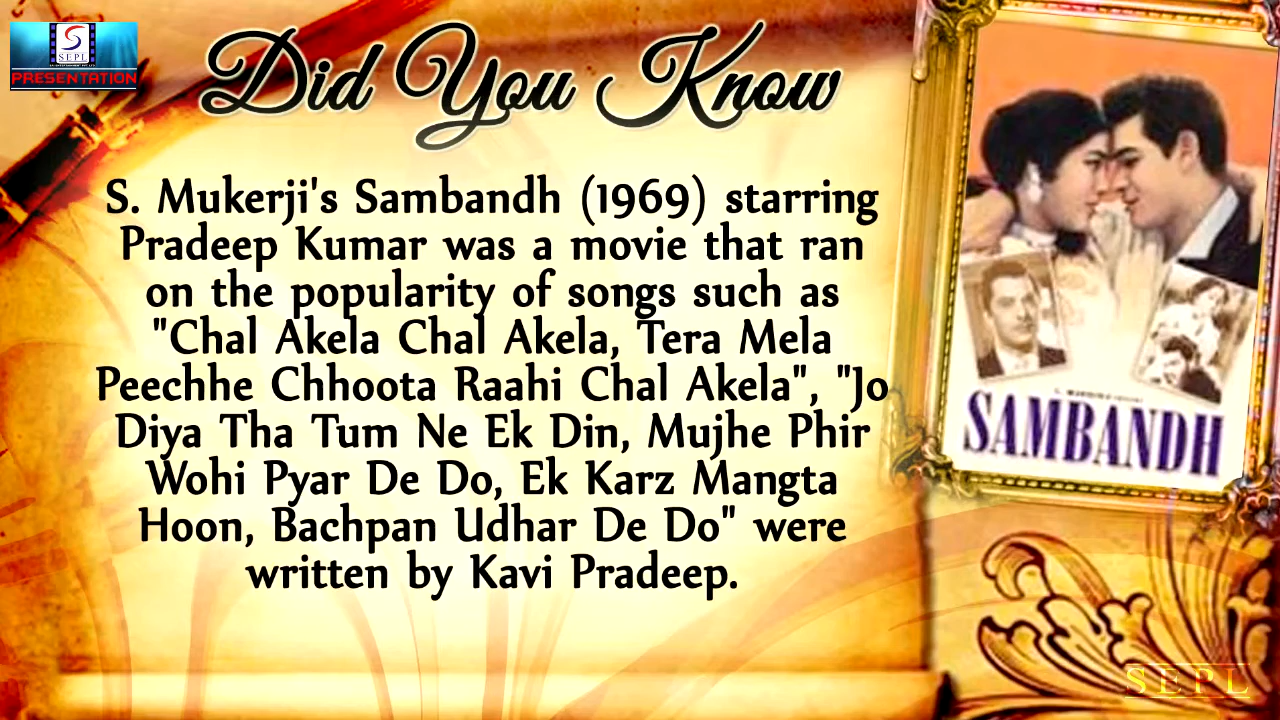 SEPL
PRESENTATION
Did You Know
S. Mukerji's Sambandh (1969) starring
Pradeep Kumar was a movie that ran
on the popularity of songs such as
"Chal Akela Chal Akela, Tera Mela
Peechhe Chhoota Raahi Chal Akela", "Jo
Diya Tha Tum Ne Ek Din, Mujhe Phir
Wohi Pyar De Do, Ek Karz Mangta
Hoon, Bachpan Udhar De Do" were
written by Kavi Pradeep.
SAMBANDH
SEPL